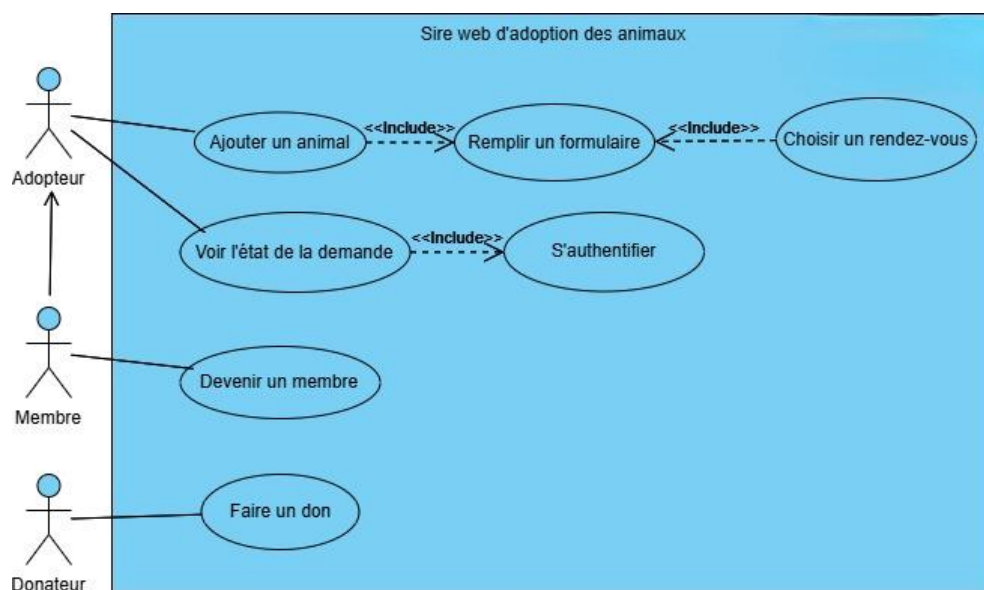 Sire web d'adoption des animaux
Adopteur
Ajouter un animal
<<Include>>
Remplir un formulaire
<<Include>>
Choisir un rendez-vous
Voir l'état de la demande
<<Include>>
S'authentifier
Membre
Devenir un membre
Donateur
Faire un don